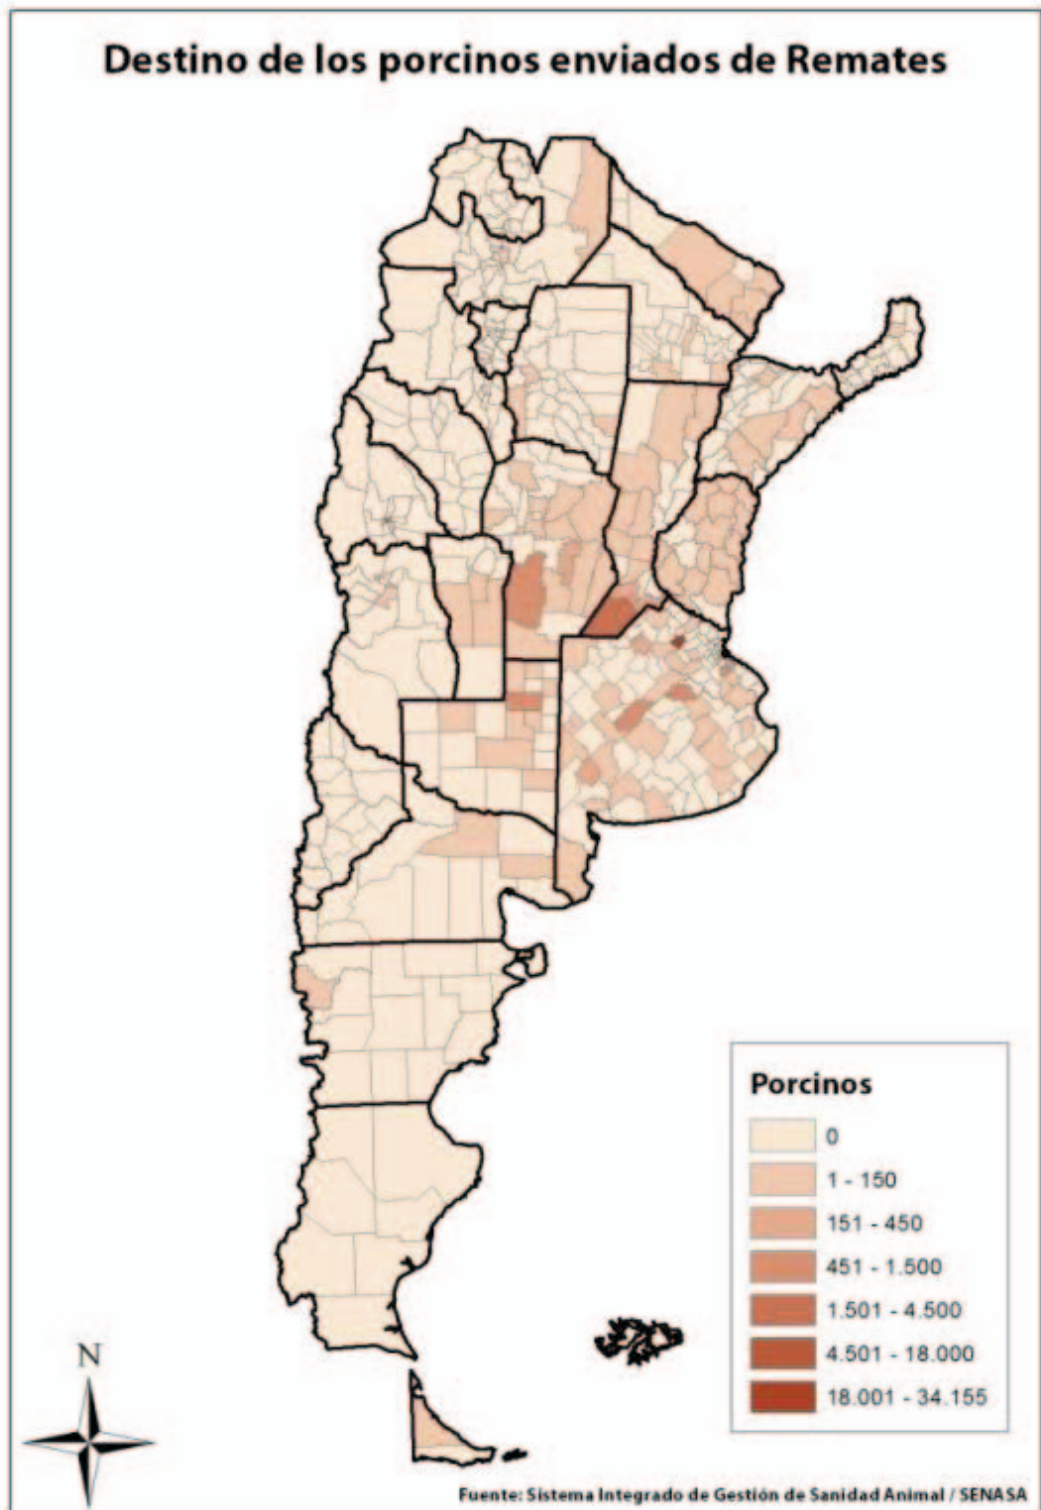 Destino de los porcinos enviados de Remates
Porcinos
0
1 - 150
151 - 450
451 - 1.500
1.501 - 4.500
4.501 - 18.000
18.001 - 34.155
N
Fuente: Sistema Integrado de Gestión de Sanidad Animal / SENASA